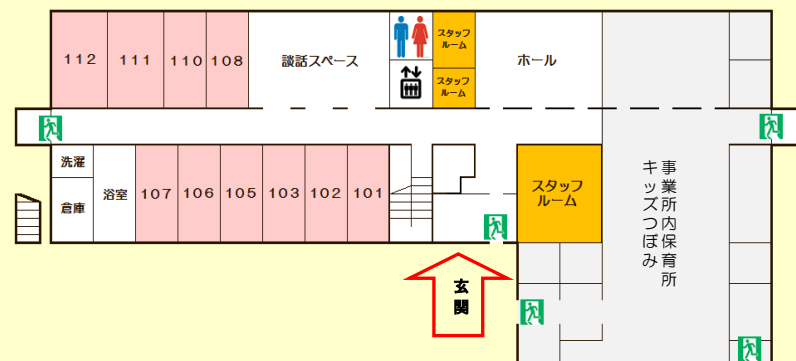 112
111
110
108
談話スペース
スタッフ
ルーム
スタッフ
ルーム
ホール
洗濯
倉庫
浴室
107
106
105
103
102
101
スタッフ
ルーム
事業所内保育所
キッズつぼみ
玄関